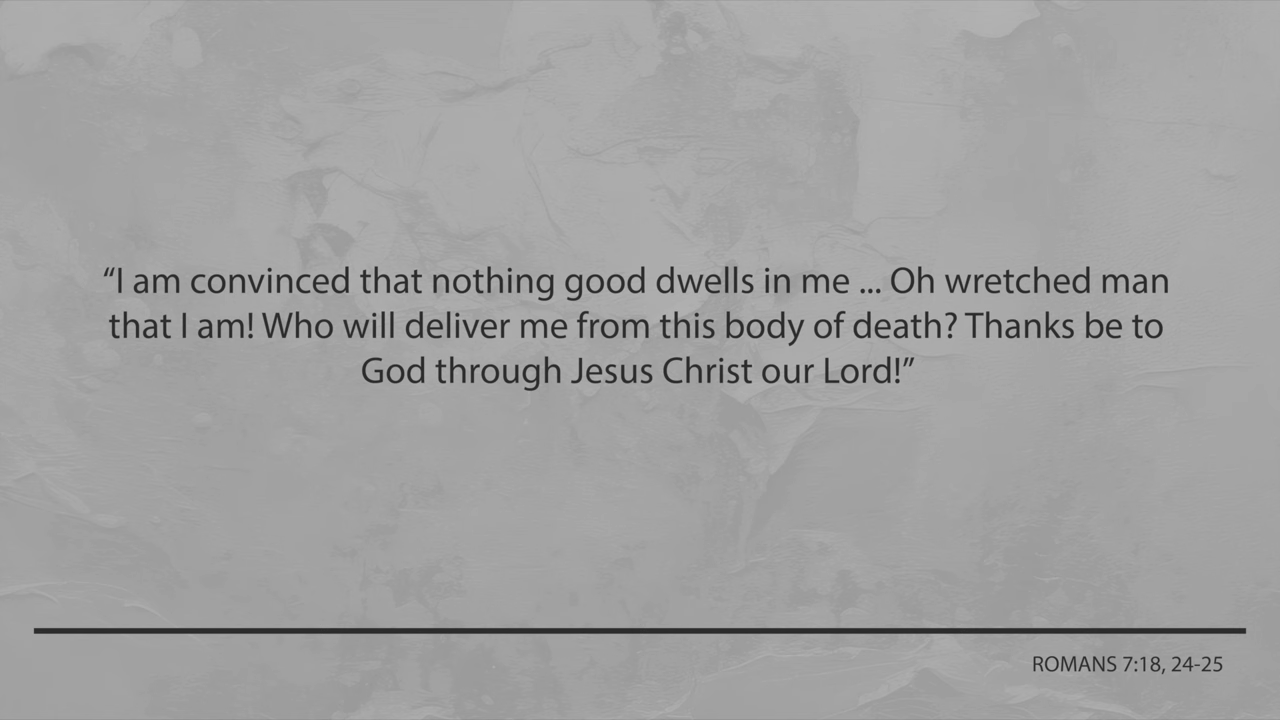 “I am convinced that nothing good dwells in me ... Oh wretched man
that I am! Who will deliver me from this body of death? Thanks be to
God through Jesus Christ our Lord!”
ROMANS 7:18, 24-25